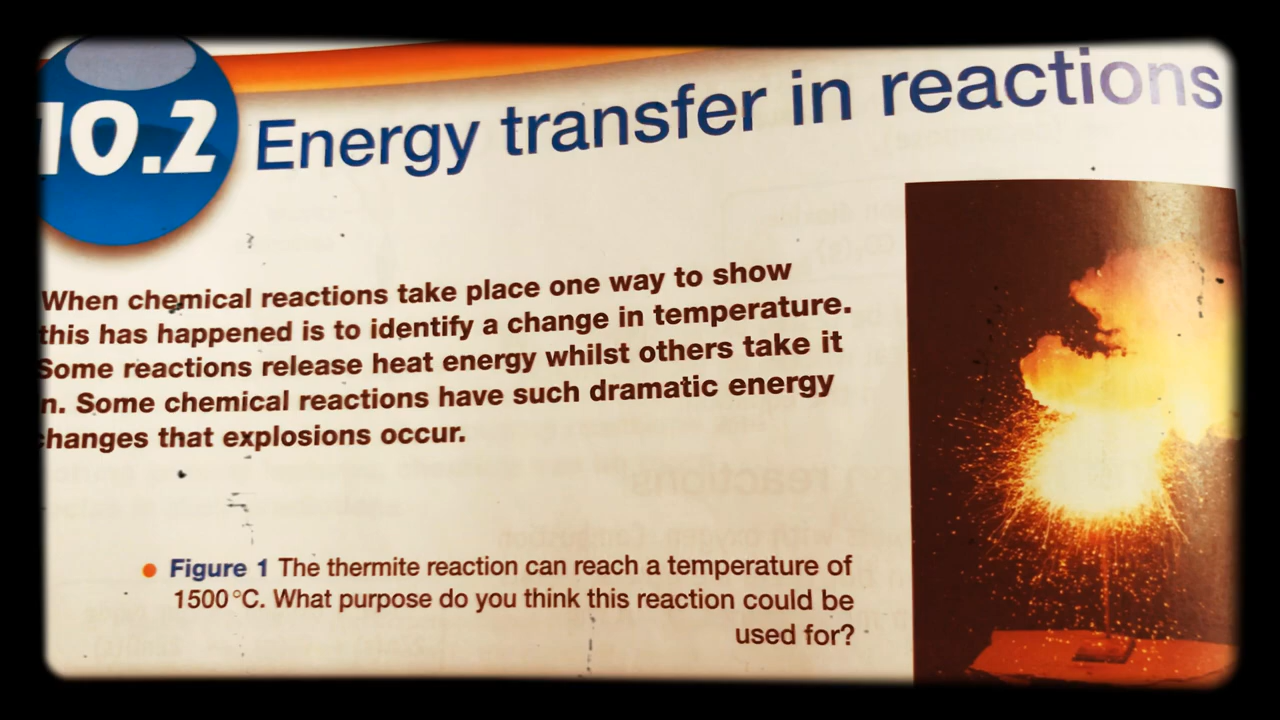 10.2
Energy transfer in reactions
When chemical reactions take place one way to show
this has happened is to identify a change in temperature.
Some reactions release heat energy whilst others take it
n. Some chemical reactions have such dramatic energy
changes that explosions occur.
Figure 1 The thermite reaction can reach a temperature of
1500 °C. What purpose do you think this reaction could be
used for?